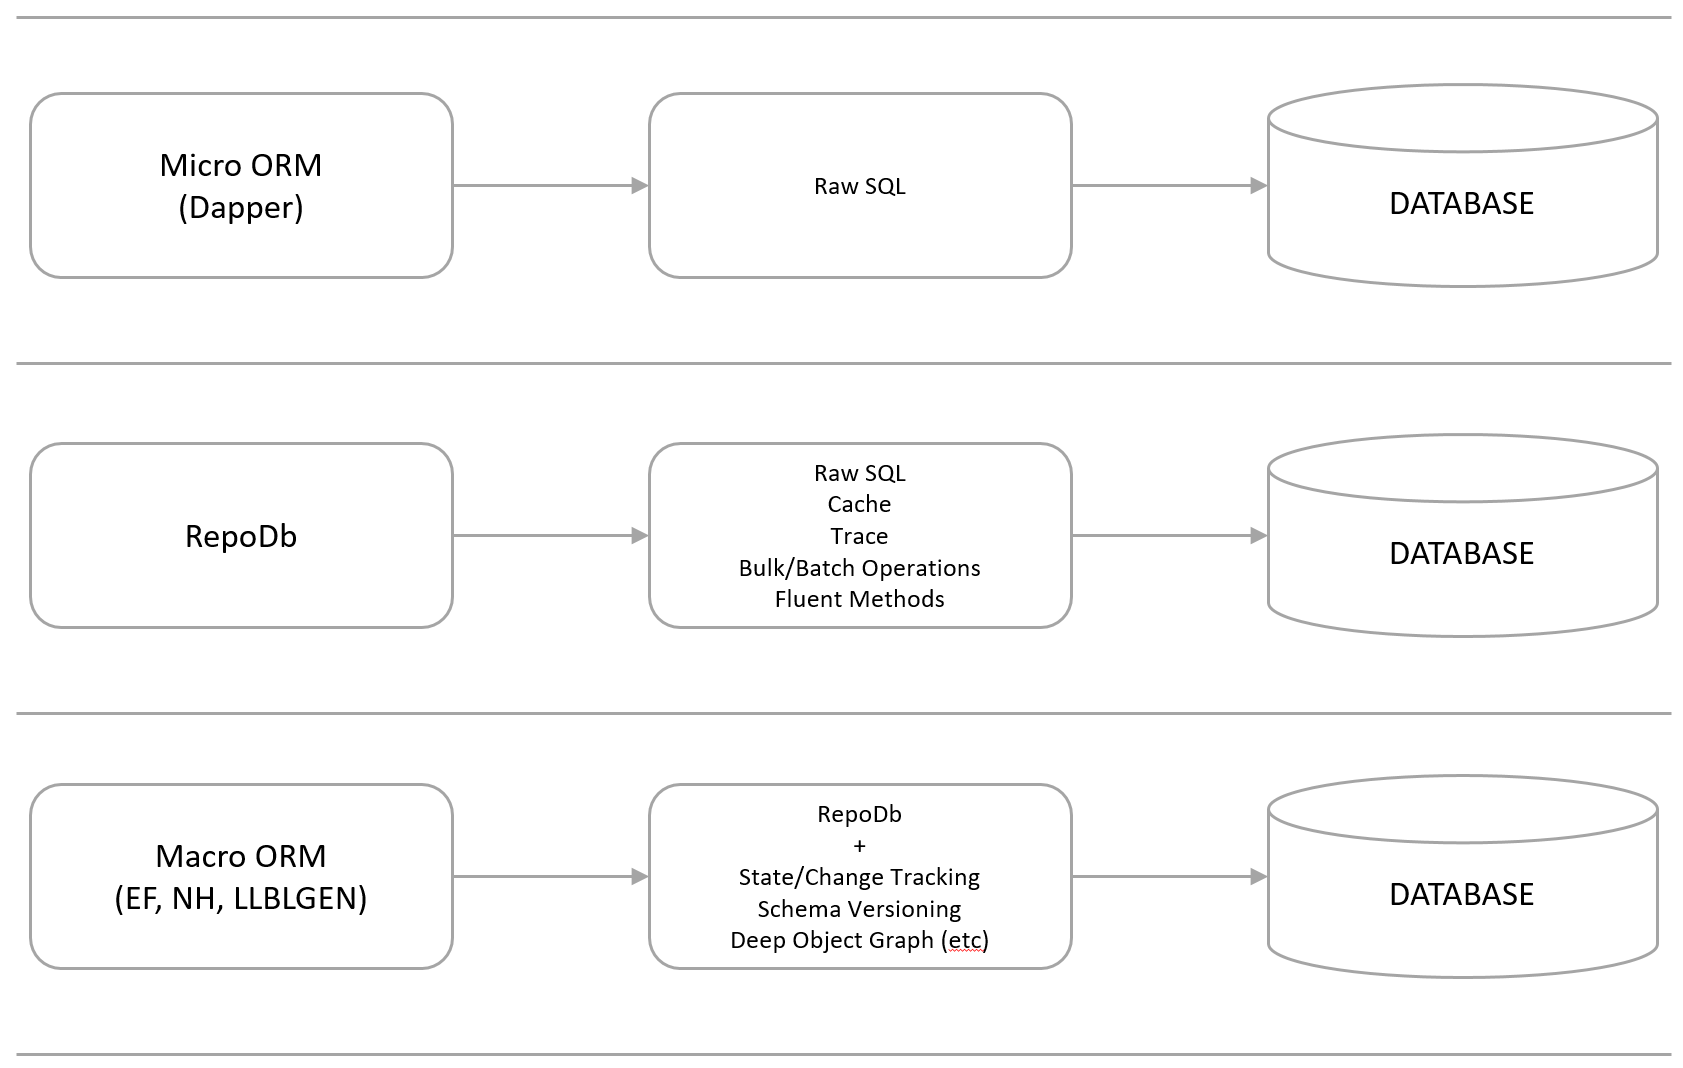 Micro ORM
(Dapper)
Raw SQL
DATABASE
RepoDb
Raw SQL
Cache
Trace
Bulk/Batch Operations
Fluent Methods
DATABASE
Macro ORM
(EF, NH, LLBLGEN)
RepoDb
+
State/Change Tracking
Schema Versioning
Deep Object Graph (etc)
DATABASE